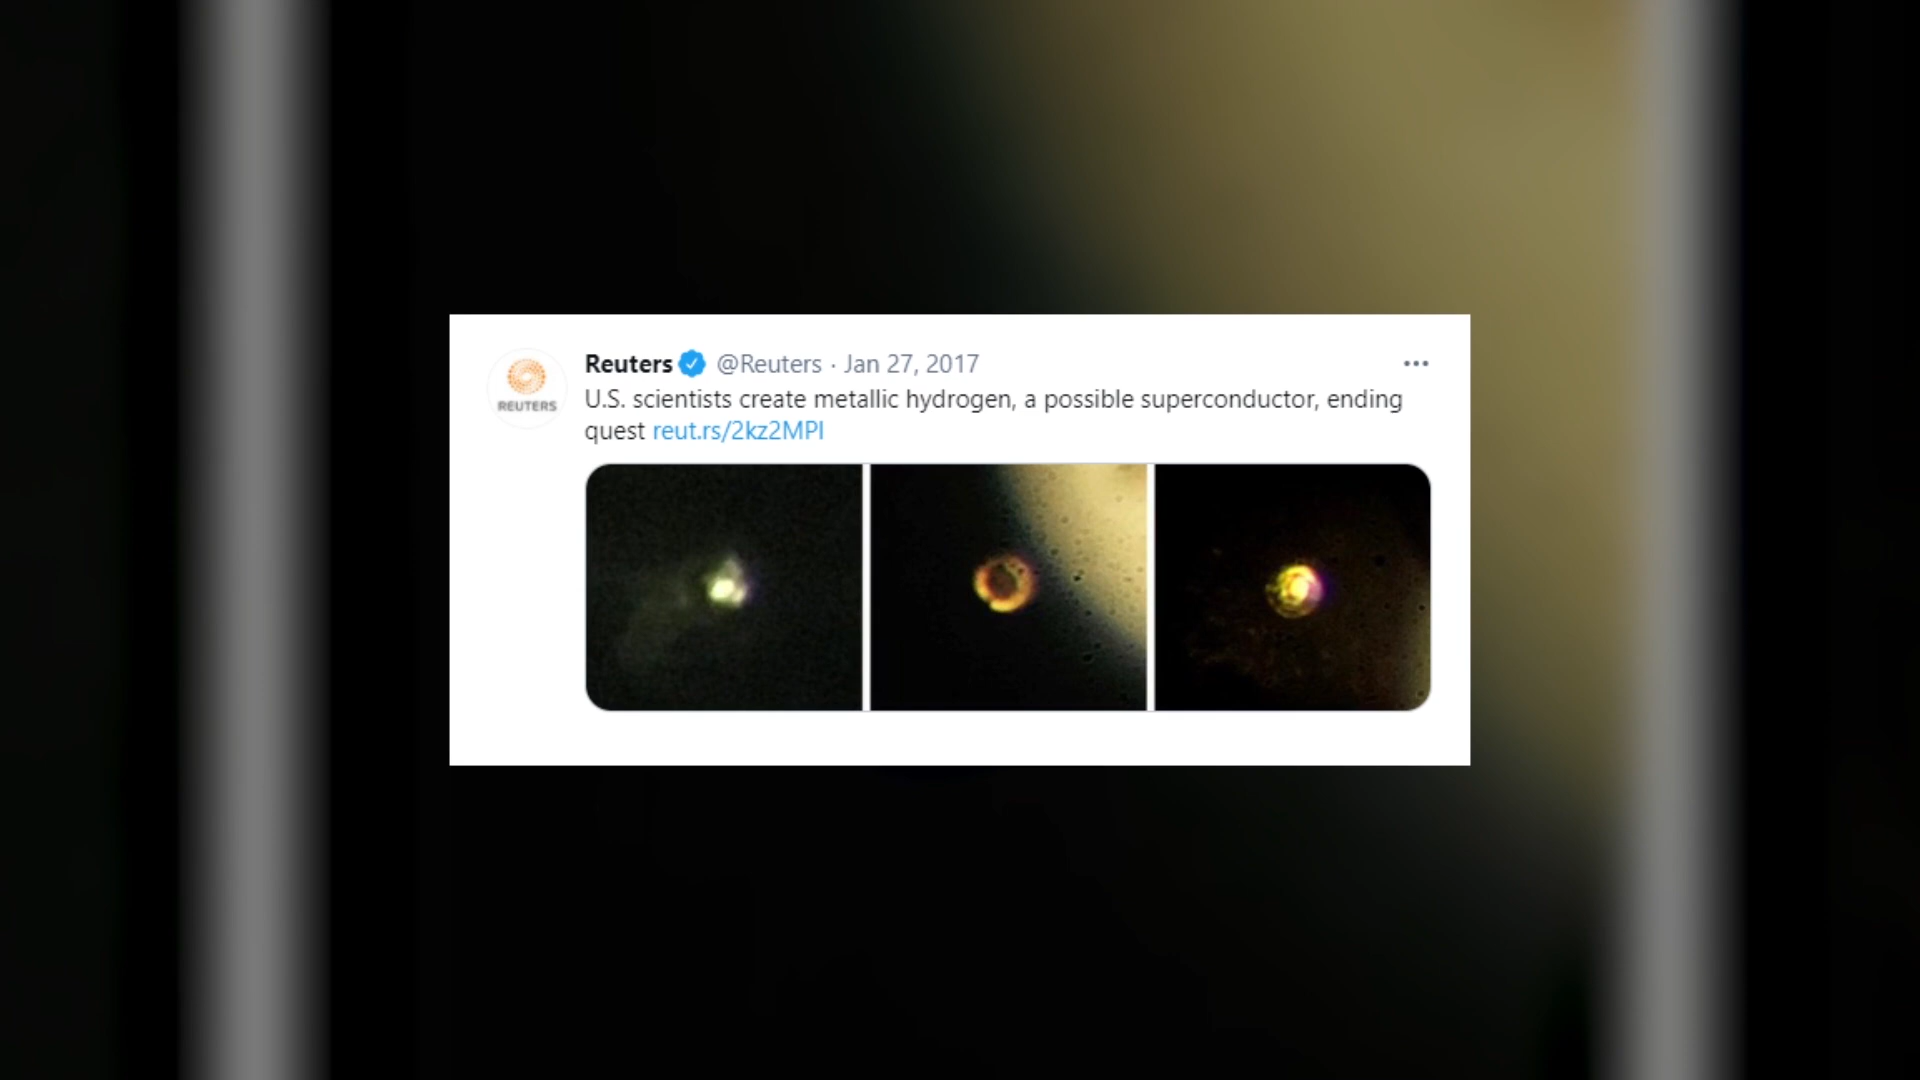 Reuters @Reuters · Jan 27, 2017
U.S. scientists create metallic hydrogen, a possible superconductor, ending
quest reut.rs/2kz2MPI
REUTERS